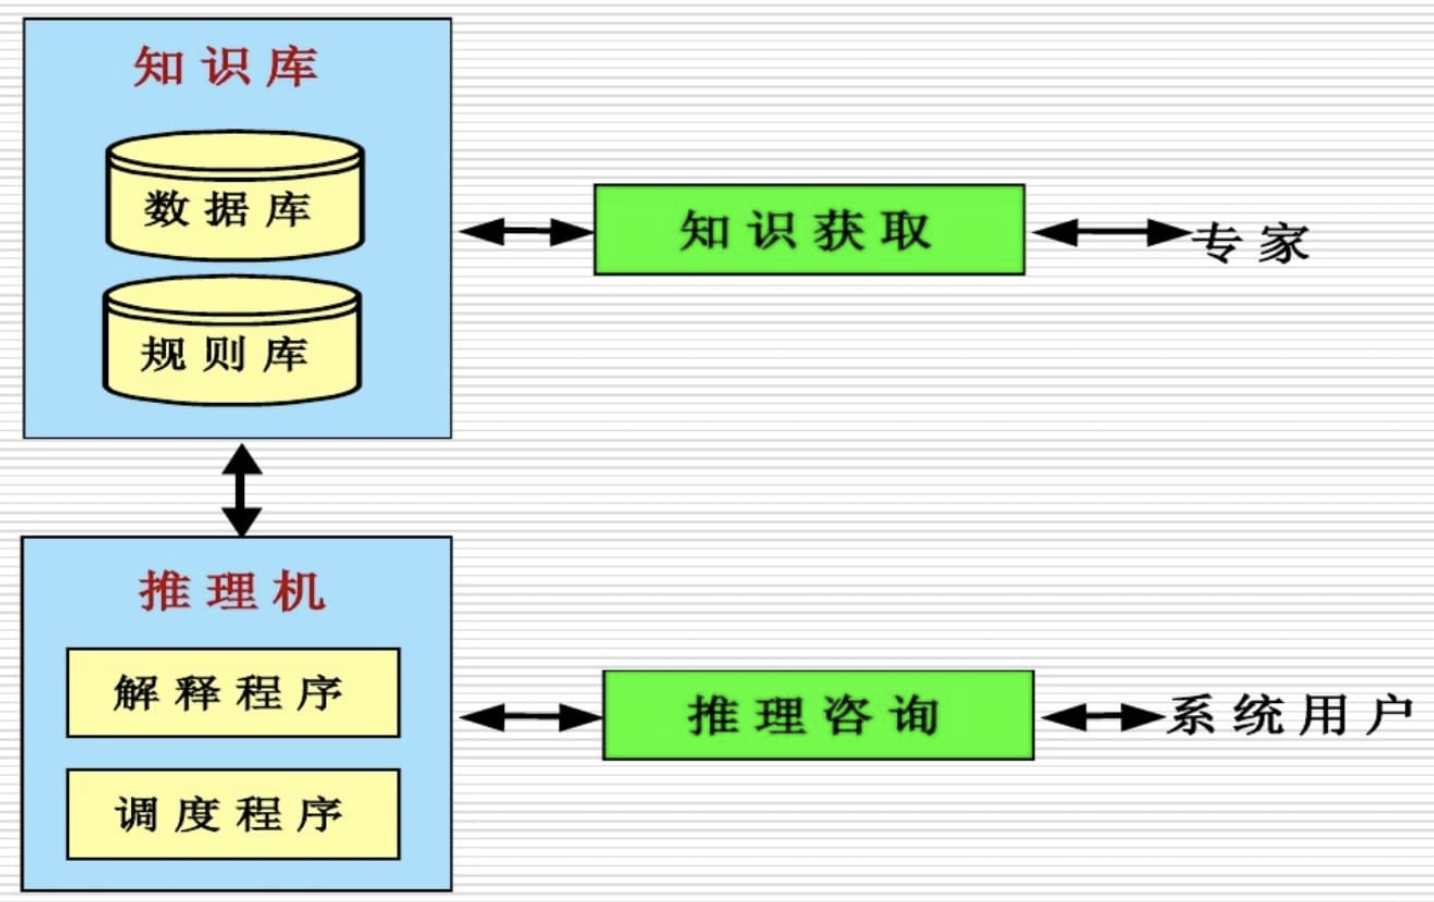 知识库
数据库
规则库
知识获取
专家
推理机
解释程序
调度程序
推理咨询
系统用户